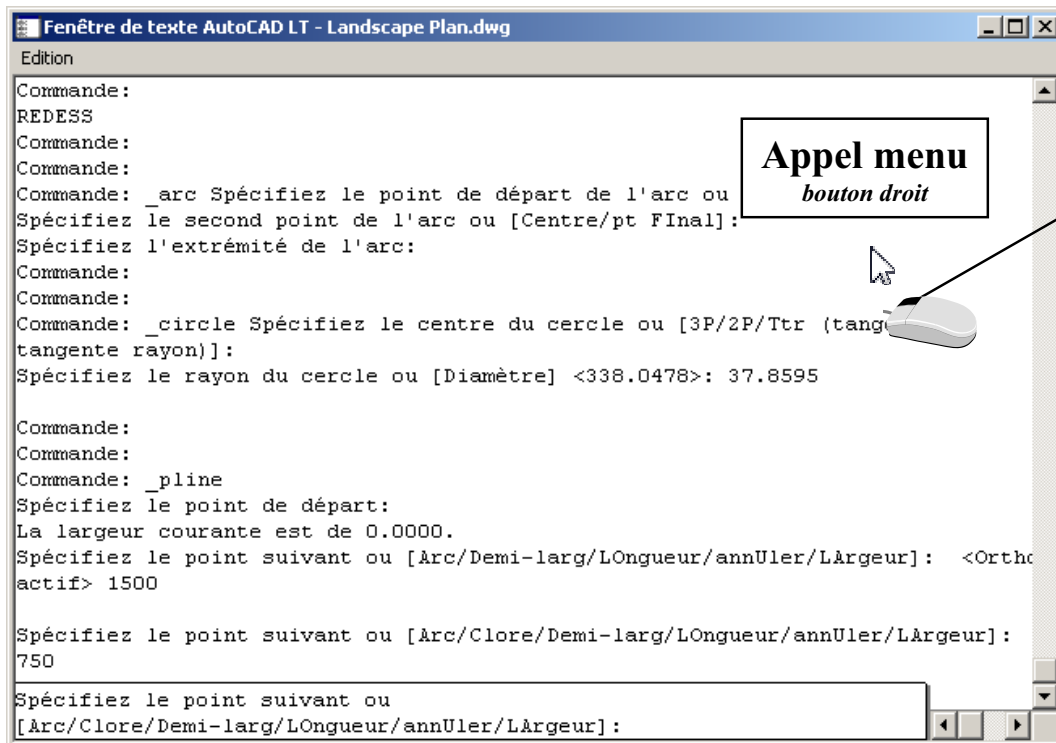 Fenêtre de texte AutoCAD LT - Landscape Plan.dwg
Edition
Commande:
REDESS
Commande:
Commande:
Commande: _arc Spécifiez le point de départ de l'arc ou
Spécifiez le second point de l'arc ou [Centre/pt FInal]:
Spécifiez l'extrémité de l'arc:
Commande:
Commande:
Commande: _circle Spécifiez le centre du cercle ou [3P/2P/Ttr (tang
tangente rayon)]:
Spécifiez le rayon du cercle ou [Diamètre] <338.0478>: 37.8595
Commande:
Commande:
Commande: _pline
Spécifiez le point de départ:
La largeur courante est de 0.0000.
Spécifiez le point suivant ou [Arc/Demi-larg/LOngueur/annUler/LArgeur]: <Ortho
actif> 1500
Spécifiez le point suivant ou [Arc/Clore/Demi-larg/LOngueur/annUler/LArgeur]:
750
Spécifiez le point suivant ou
[Arc/Clore/Demi-larg/LOngueur/annUler/LArgeur]:
Appel menu
bouton droit